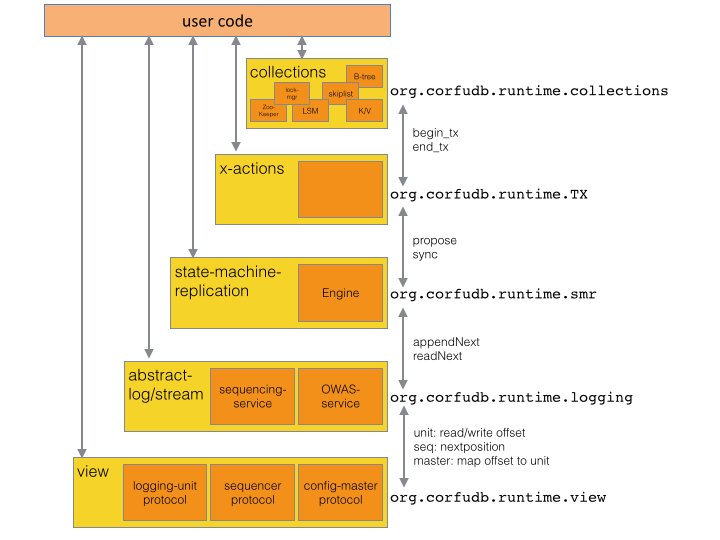 user code
collections
B-tree
lock-
mgr
skiplist
Zoo-
Keeper
LSM
K/V
org.corfudb.runtime.collections
begin_tx
end_tx
x-actions
org.corfudb.runtime.TX
propose
sync
state-machine-
replication
Engine
org.corfudb.runtime.smr
appendNext
readNext
abstract-
log/stream
sequencing-
service
OWAS-
service
org.corfudb.runtime.logging
unit: read/write offset
seq: nextposition
master: map offset to unit
view
logging-unit
protocol
sequencer
protocol
config-master
protocol
org.corfudb.runtime.view